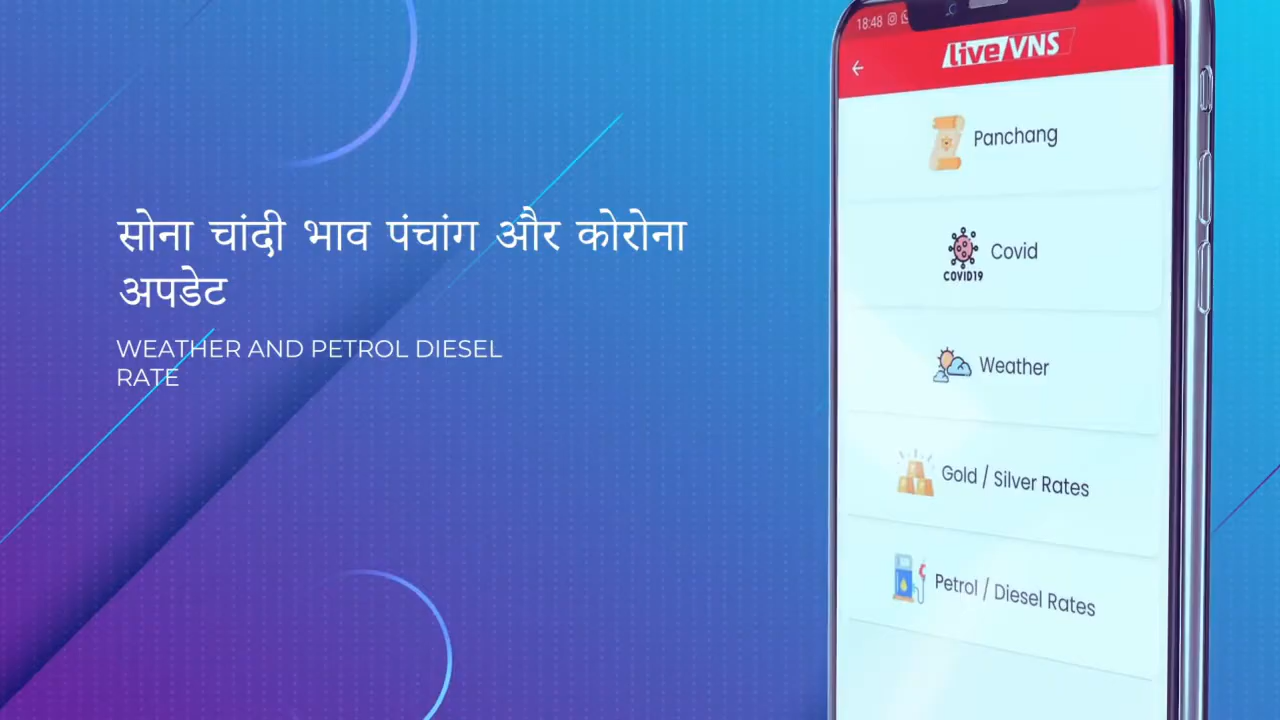 सोना चांदी भाव पंचांग और कोरोना
अपडेट
WEATHER AND PETROL DIESEL
RATE
18:48
live VNS
Panchang
COVID19
Covid
Weather
Gold / Silver Rates
Petrol / Diesel Rates